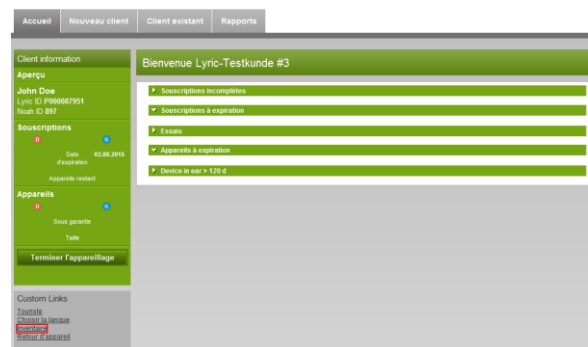 Accueil Nouveau client Client existant Rapports
Client information
Aperçu
John Doe
Lyric ID P000087951
Noah ID 897
Souscriptions
D G
Date d'expiration 03.08.2015
Appareils restant
Appareils
D G
Sous garantie
Taille
Terminer l'appareillage
Custom Links
Touriste
Choisir la langue
Inventaire
Retour d'appareil
Bienvenue Lyric-Testkunde #3
Souscriptions incomplètes
Souscriptions à expiration
Essais
Appareils à expiration
Device in ear > 120 d